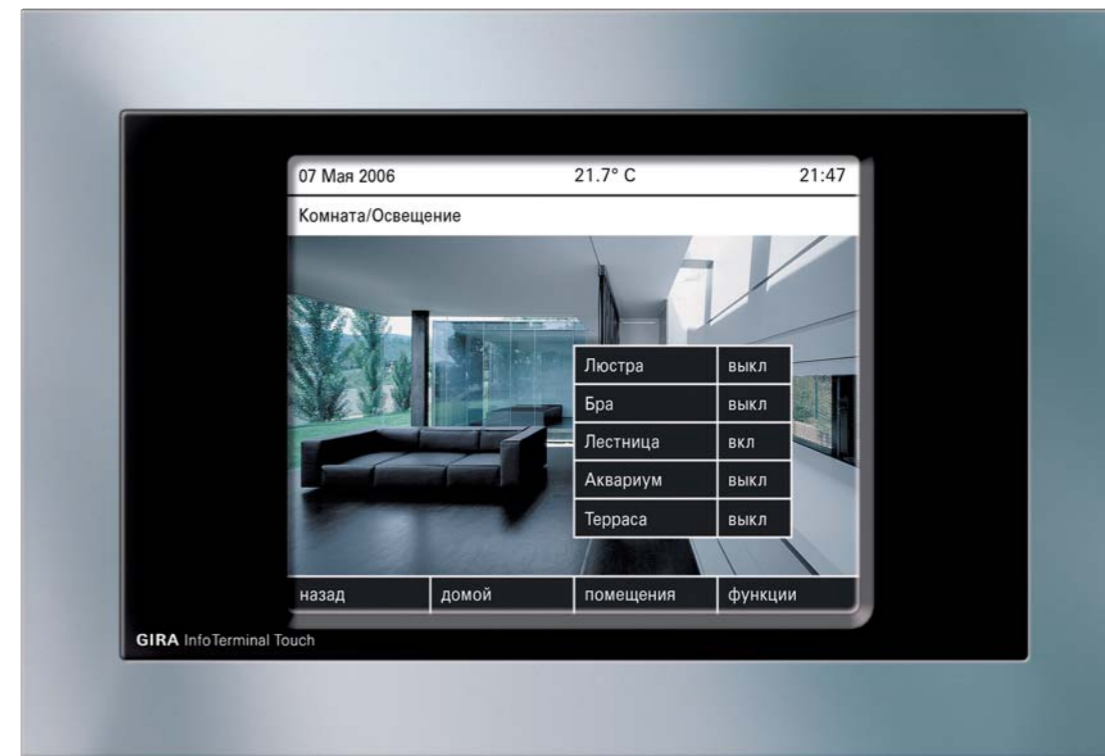 07 Мая 2006 21.7° C 21:47
Комната/Освещение
Люстра выкл
Бра выкл
Лестница вкл
Аквариум выкл
Терраса выкл
назад домой помещения функции
GIRA InfoTerminal Touch